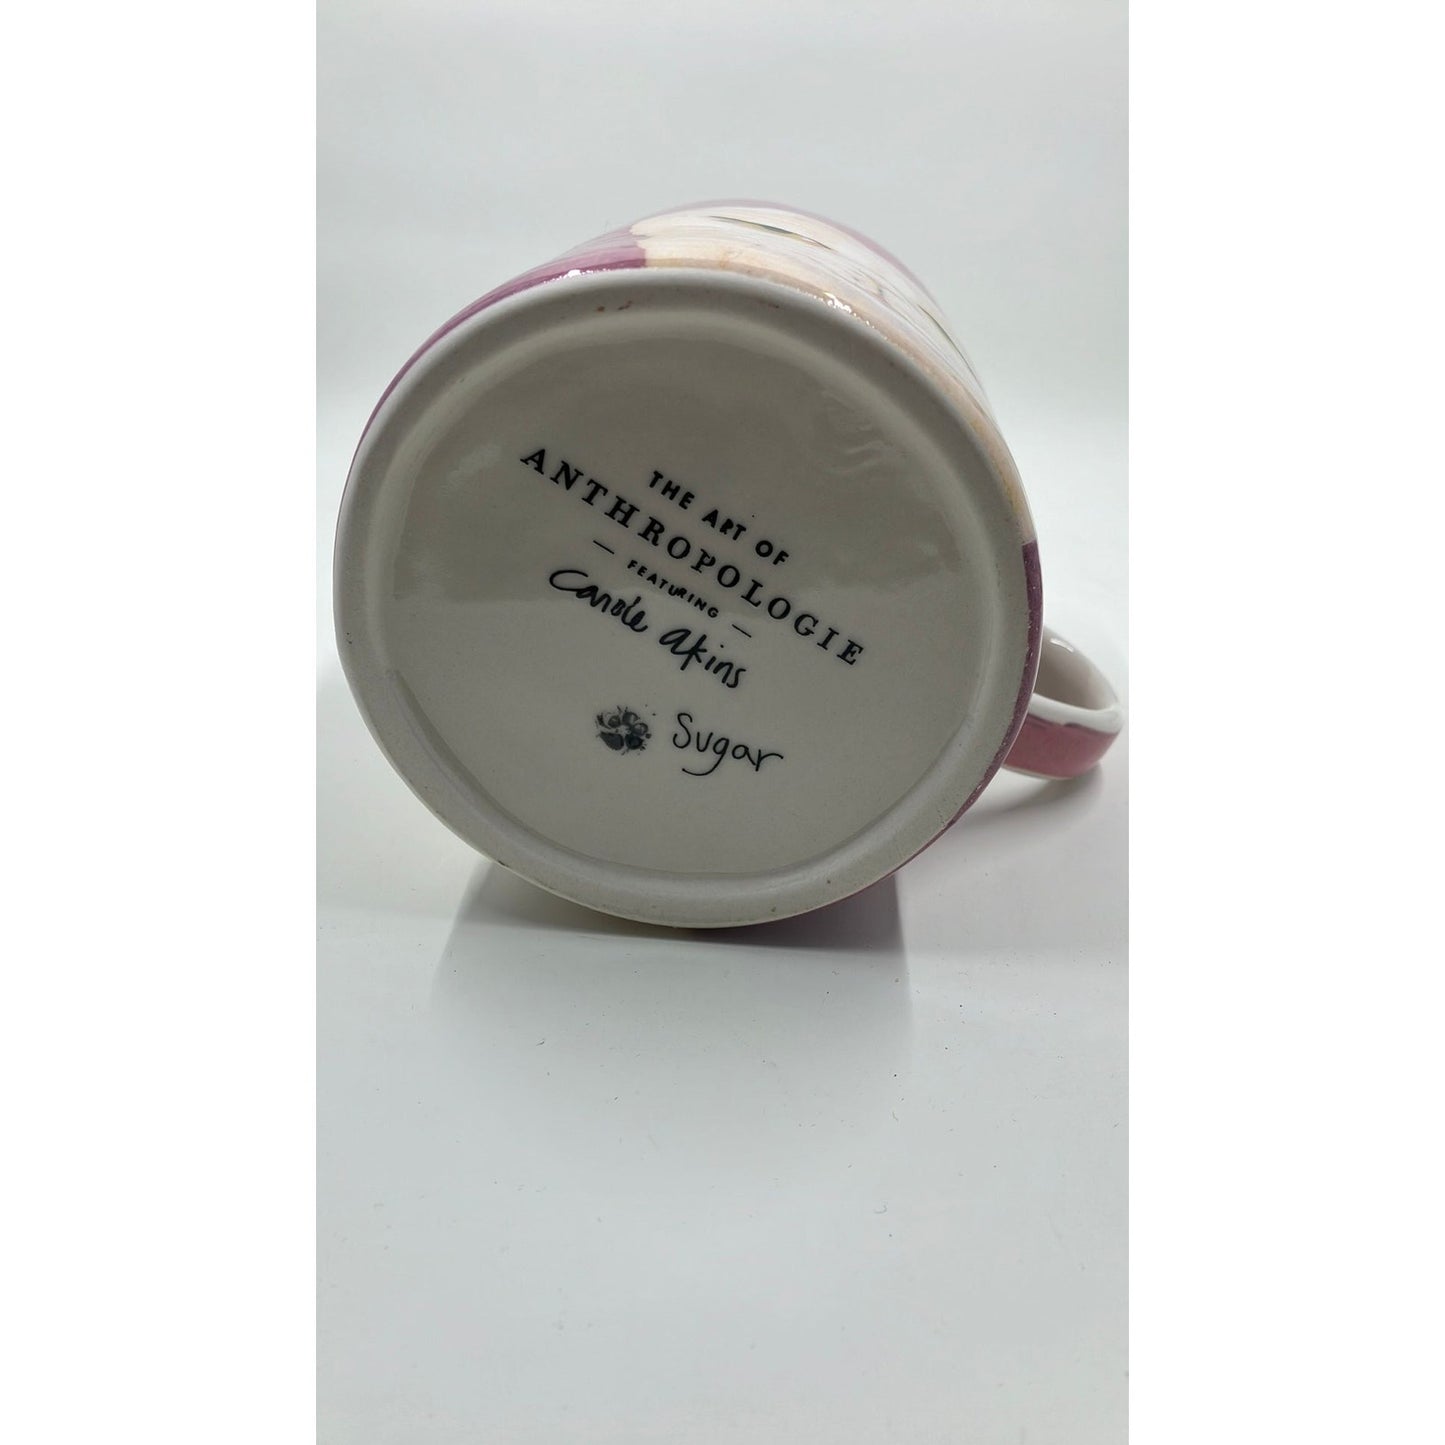 THE ART OF
ANTHROPOLOGIE
— FEATURING —
Carole Akins
Sugar